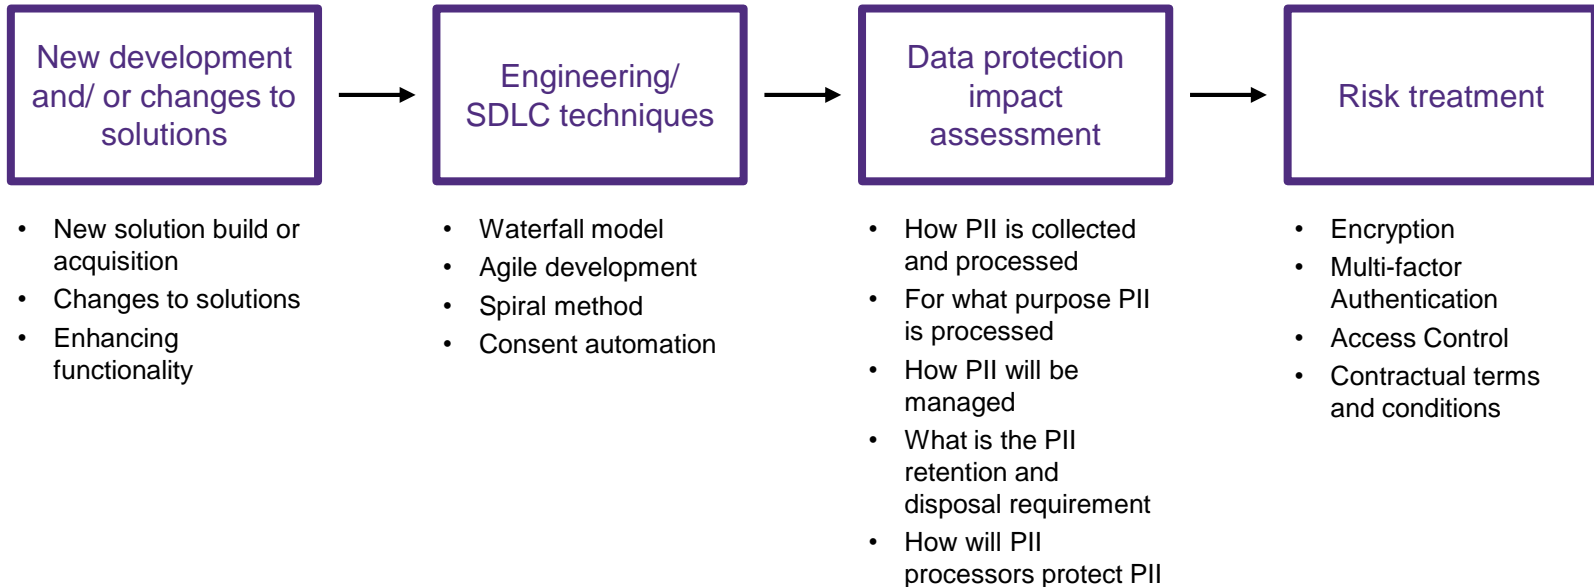 New development
and/ or changes to
solutions
Engineering/
SDLC techniques
Data protection
impact
assessment
Risk treatment
• New solution build or
acquisition
• Changes to solutions
• Enhancing
functionality
• Waterfall model
• Agile development
• Spiral method
• Consent automation
• How PII is collected
and processed
• For what purpose PII
is processed
• How PII will be
managed
• What is the PII
retention and
disposal requirement
• How will PII
processors protect PII
• Encryption
• Multi-factor
Authentication
• Access Control
• Contractual terms
and conditions